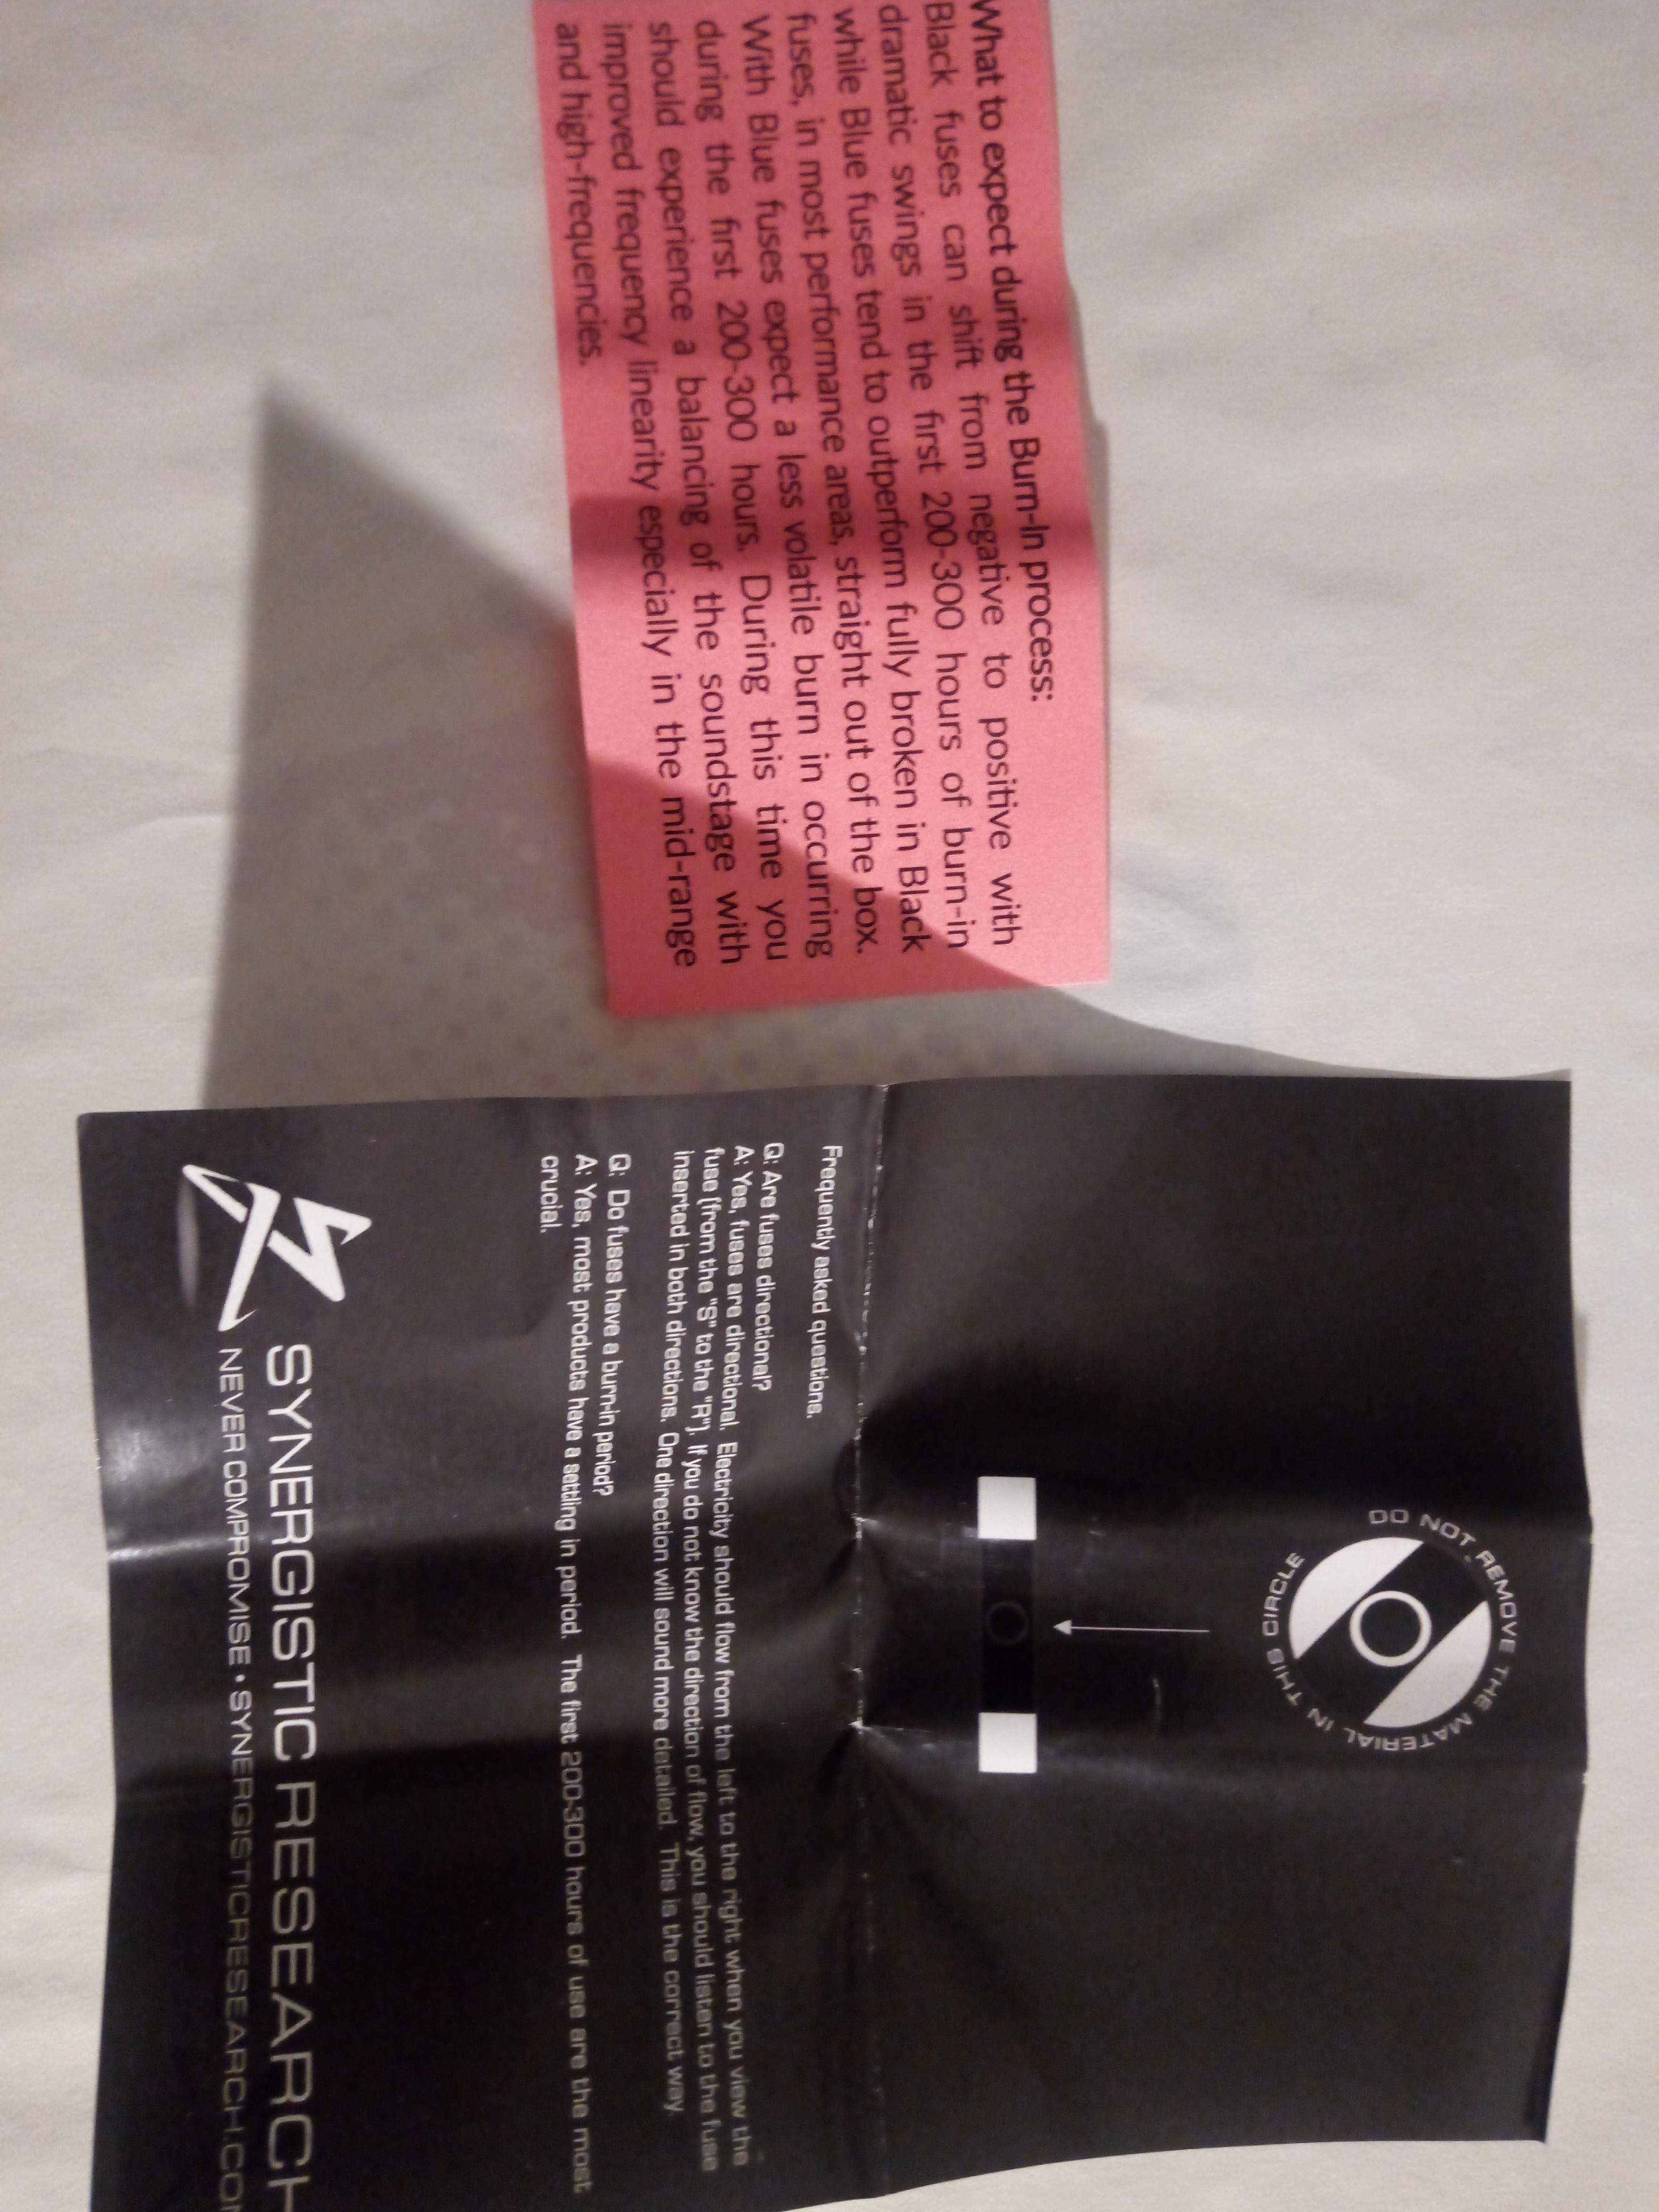 What to expect during the Burn-In process:
Black fuses can shift from negative to positive with
dramatic swings in the first 200-300 hours of burn-in
while Blue fuses tend to outperform fully broken in Black
fuses, in most performance areas, straight out of the box.
With Blue fuses expect a less volatile burn in occurring
during the first 200-300 hours. During this time you
should experience a balancing of the soundstage with
improved frequency linearity especially in the mid-range
and high-frequencies.
DO NOT REMOVE THE MATERIAL IN THIS CIRCLE
Frequently asked questions.
Q: Are fuses directional?
A: Yes, fuses are directional. Electricity should flow from the left to the right when you view the
fuse (from the "S" to the "R"). If you do not know the direction of flow, you should listen to the fuse
inserted in both directions. One direction will sound more detailed. This is the correct way.
Q: Do fuses have a burn-in period?
A: Yes, most products have a settling in period. The first 200-300 hours of use are the most
crucial.
SYNERGISTIC RESEARCH
NEVER COMPROMISE • SYNERGISTICRESEARCH.COM